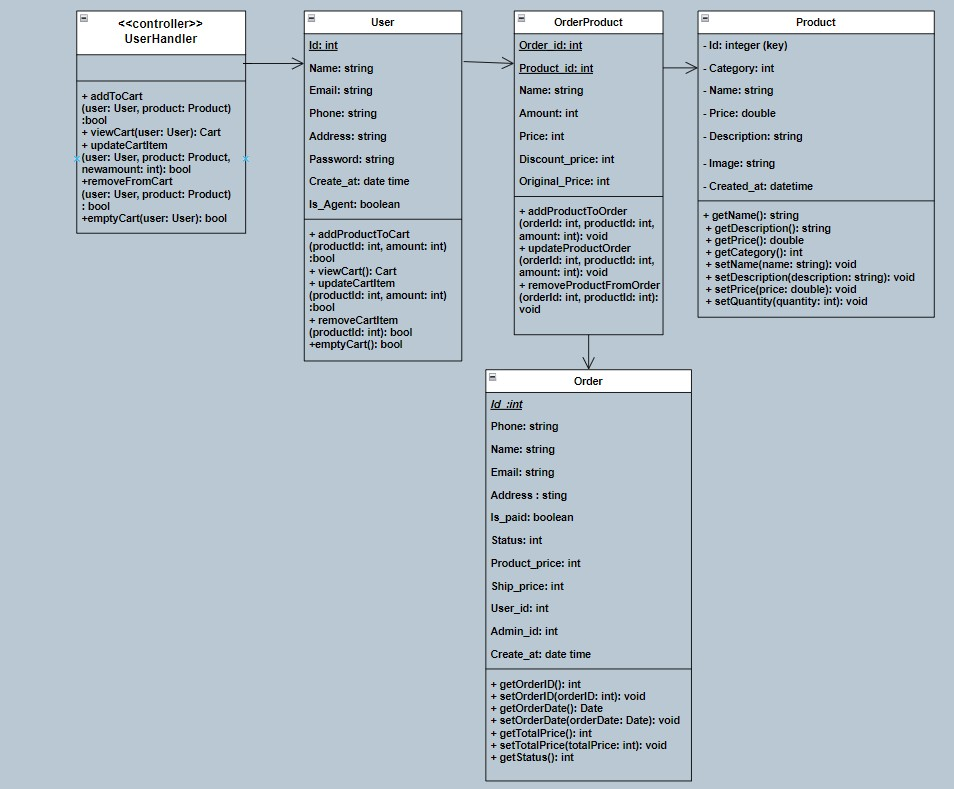 <<controller>>
UserHandler
+ addToCart
(user: User, product: Product)
:bool
+ viewCart(user: User): Cart
+ updateCartItem
(user: User, product: Product,
newamount: int): bool
+removeFromCart
(user: User, product: Product)
: bool
+emptyCart(user: User): bool
User
Id: int
Name: string
Email: string
Phone: string
Address: string
Password: string
Create_at: date time
Is_Agent: boolean
+ addProductToCart
(productId: int, amount: int)
:bool
+ viewCart(): Cart
+ updateCartItem
(productId: int, amount: int)
:bool
+ removeCartItem
(productId: int): bool
+emptyCart(): bool
OrderProduct
Order_id: int
Product_id: int
Name: string
Amount: int
Price: int
Discount_price: int
Original_Price: int
+ addProductToOrder
(orderId: int, productId: int,
amount: int): void
+ updateProductOrder
(orderId: int, productId: int,
amount: int): void
+ removeProductFromOrder
(orderId: int, productId: int):
void
Product
- Id: integer (key)
- Category: int
- Name: string
- Price: double
- Description: string
- Image: string
- Created_at: datetime
+ getName(): string
+ getDescription(): string
+ getPrice(): double
+ getCategory(): int
+ setName(name: string): void
+ setDescription(description: string): void
+ setPrice(price: double): void
+ setQuantity(quantity: int): void
Order
Id :int
Phone: string
Name: string
Email: string
Address : sting
Is_paid: boolean
Status: int
Product_price: int
Ship_price: int
User_id: int
Admin_id: int
Create_at: date time
+ getOrderID(): int
+ setOrderID(orderID: int): void
+ getOrderDate(): Date
+ setOrderDate(orderDate: Date): void
+ getTotalPrice(): int
+ setTotalPrice(totalPrice: int): void
+ getStatus(): int